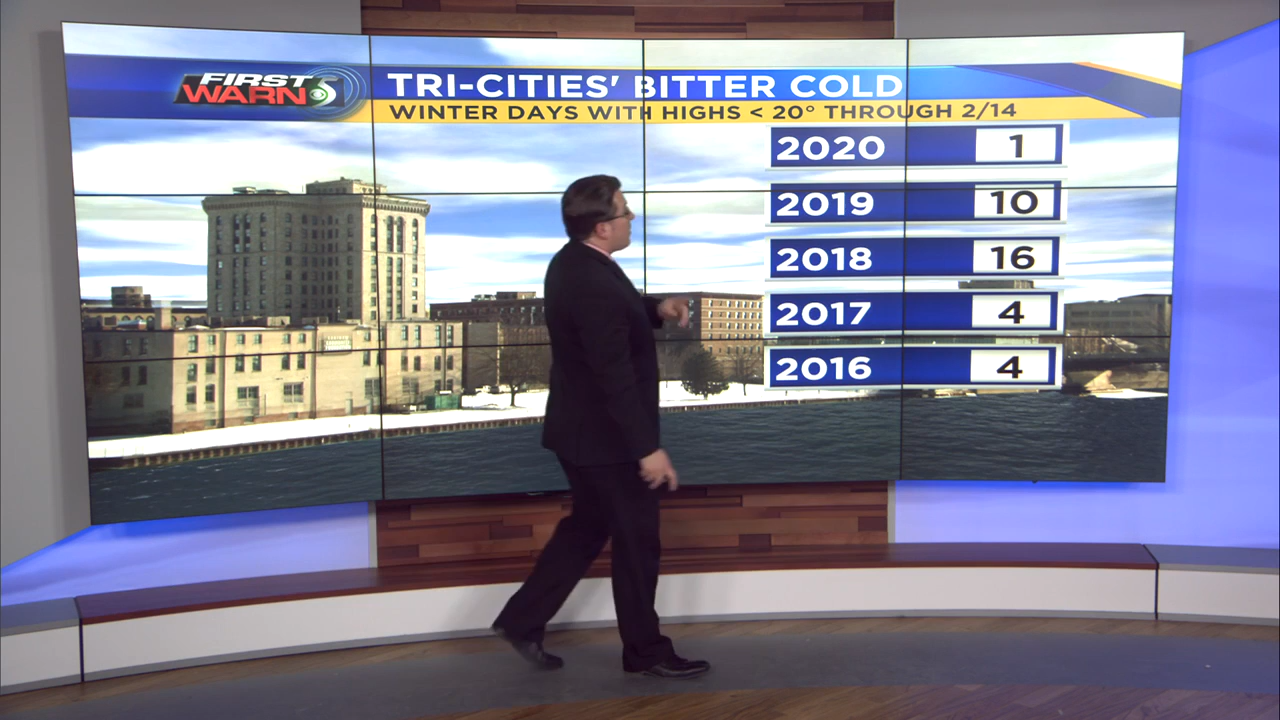 FIRST
WARN 5
TRI-CITIES' BITTER COLD
WINTER DAYS WITH HIGHS < 20° THROUGH 2/14
2020 1
2019 10
2018 16
2017 4
2016 4